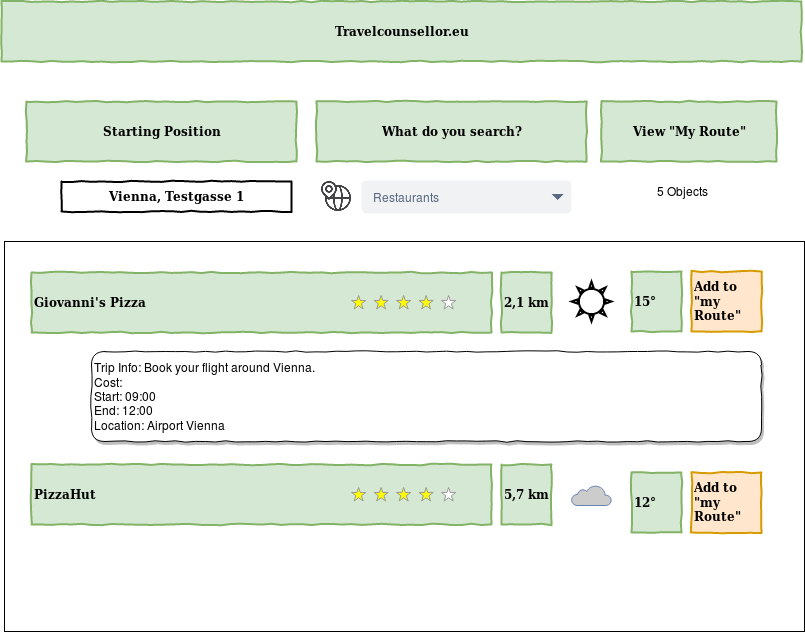 Travelcounsellor.eu
Starting Position
What do you search?
View "My Route"
Vienna, Testgasse 1
Restaurants
5 Objects
Giovanni's Pizza
2,1 km
15°
Add to
"my
Route"
Trip Info: Book your flight around Vienna.
Cost:
Start: 09:00
End: 12:00
Location: Airport Vienna
PizzaHut
5,7 km
12°
Add to
"my
Route"